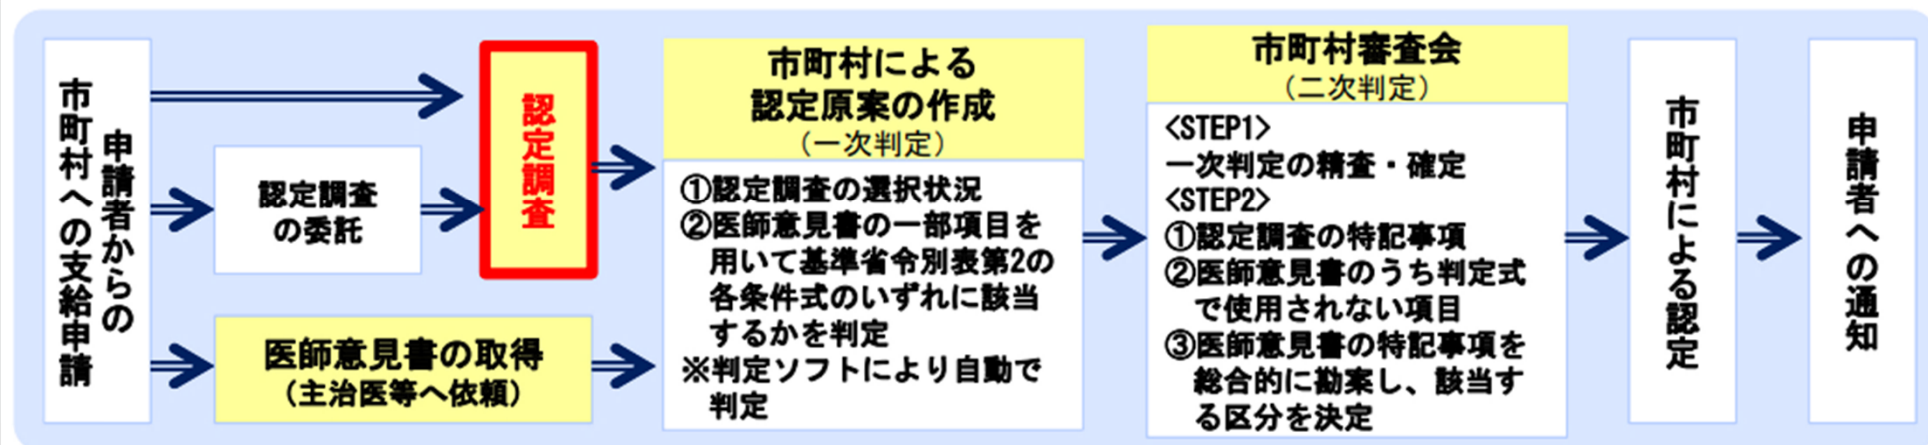 申請者からの
市町村への支給申請
認定調査
の委託
医師意見書の取得
(主治医等へ依頼)
認定調査
市町村による
認定原案の作成
(一次判定)
①認定調査の選択状況
②医師意見書の一部項目を
用いて基準省令別表第2の
各条件式のいずれに該当
するかを判定
※判定ソフトにより自動で
判定
市町村審査会
(二次判定)
<STEP1>
一次判定の精査・確定
<STEP2>
①認定調査の特記事項
②医師意見書のうち判定式
で使用されない項目
③医師意見書の特記事項を
総合的に勘案し、該当す
る区分を決定
市町村による認定
申請者への通知